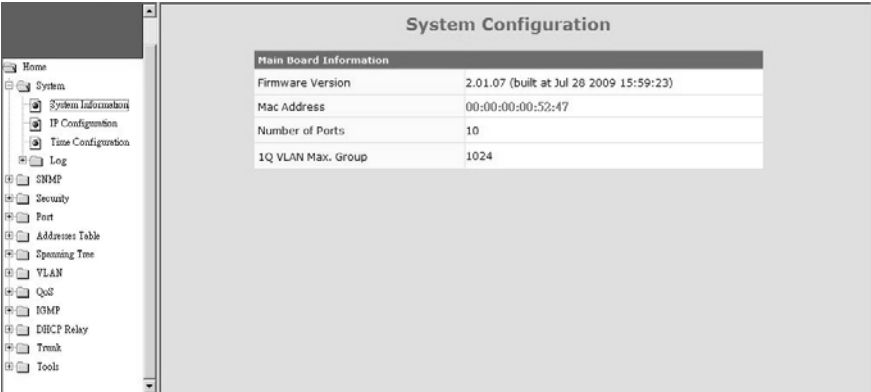 Home
System
System Information
IP Configuration
Time Configuration
Log
SNMP
Security
Port
Addresses Table
Spanning Tree
VLAN
QoS
IGMP
DHCP Relay
Trunk
Tools
System Configuration
Main Board Information
Firmware Version 2.01.07 (built at Jul 28 2009 15:59:23)
Mac Address 00:00:00:00:52:47
Number of Ports 10
1Q VLAN Max. Group 1024